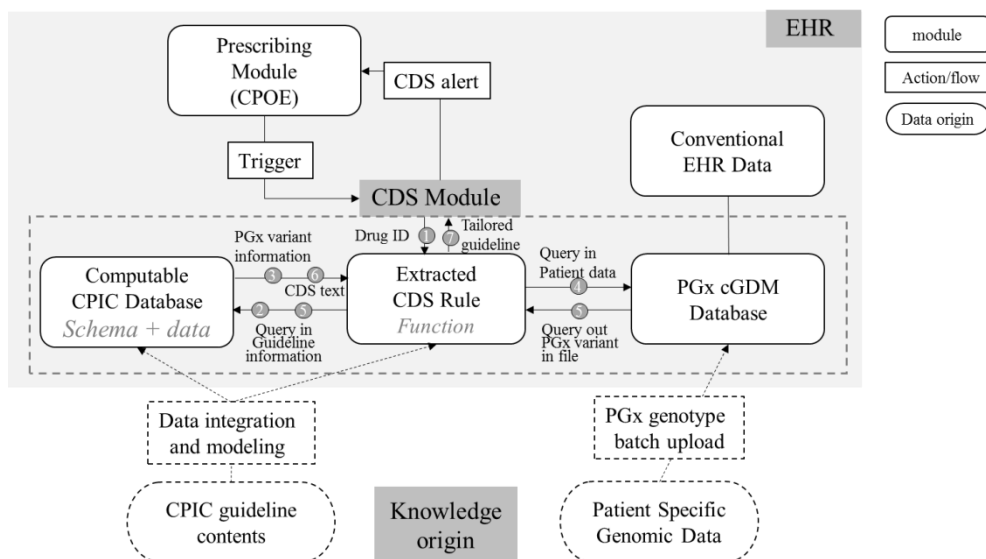 EHR
module
Action/flow
Data origin
Prescribing
Module
(CPOE)
CDS alert
Trigger
Conventional
EHR Data
CDS Module
Drug ID
1
7
Tailored
guideline
PGx variant
information
3
6
CDS text
2
5
Query in
Guideline
information
Computable
CPIC Database
Schema + data
Extracted
CDS Rule
Function
Query in
Patient data
4
5
Query out
PGx variant
in file
PGx cGDM
Database
Data integration
and modeling
PGx genotype
batch upload
CPIC guideline
contents
Knowledge
origin
Patient Specific
Genomic Data